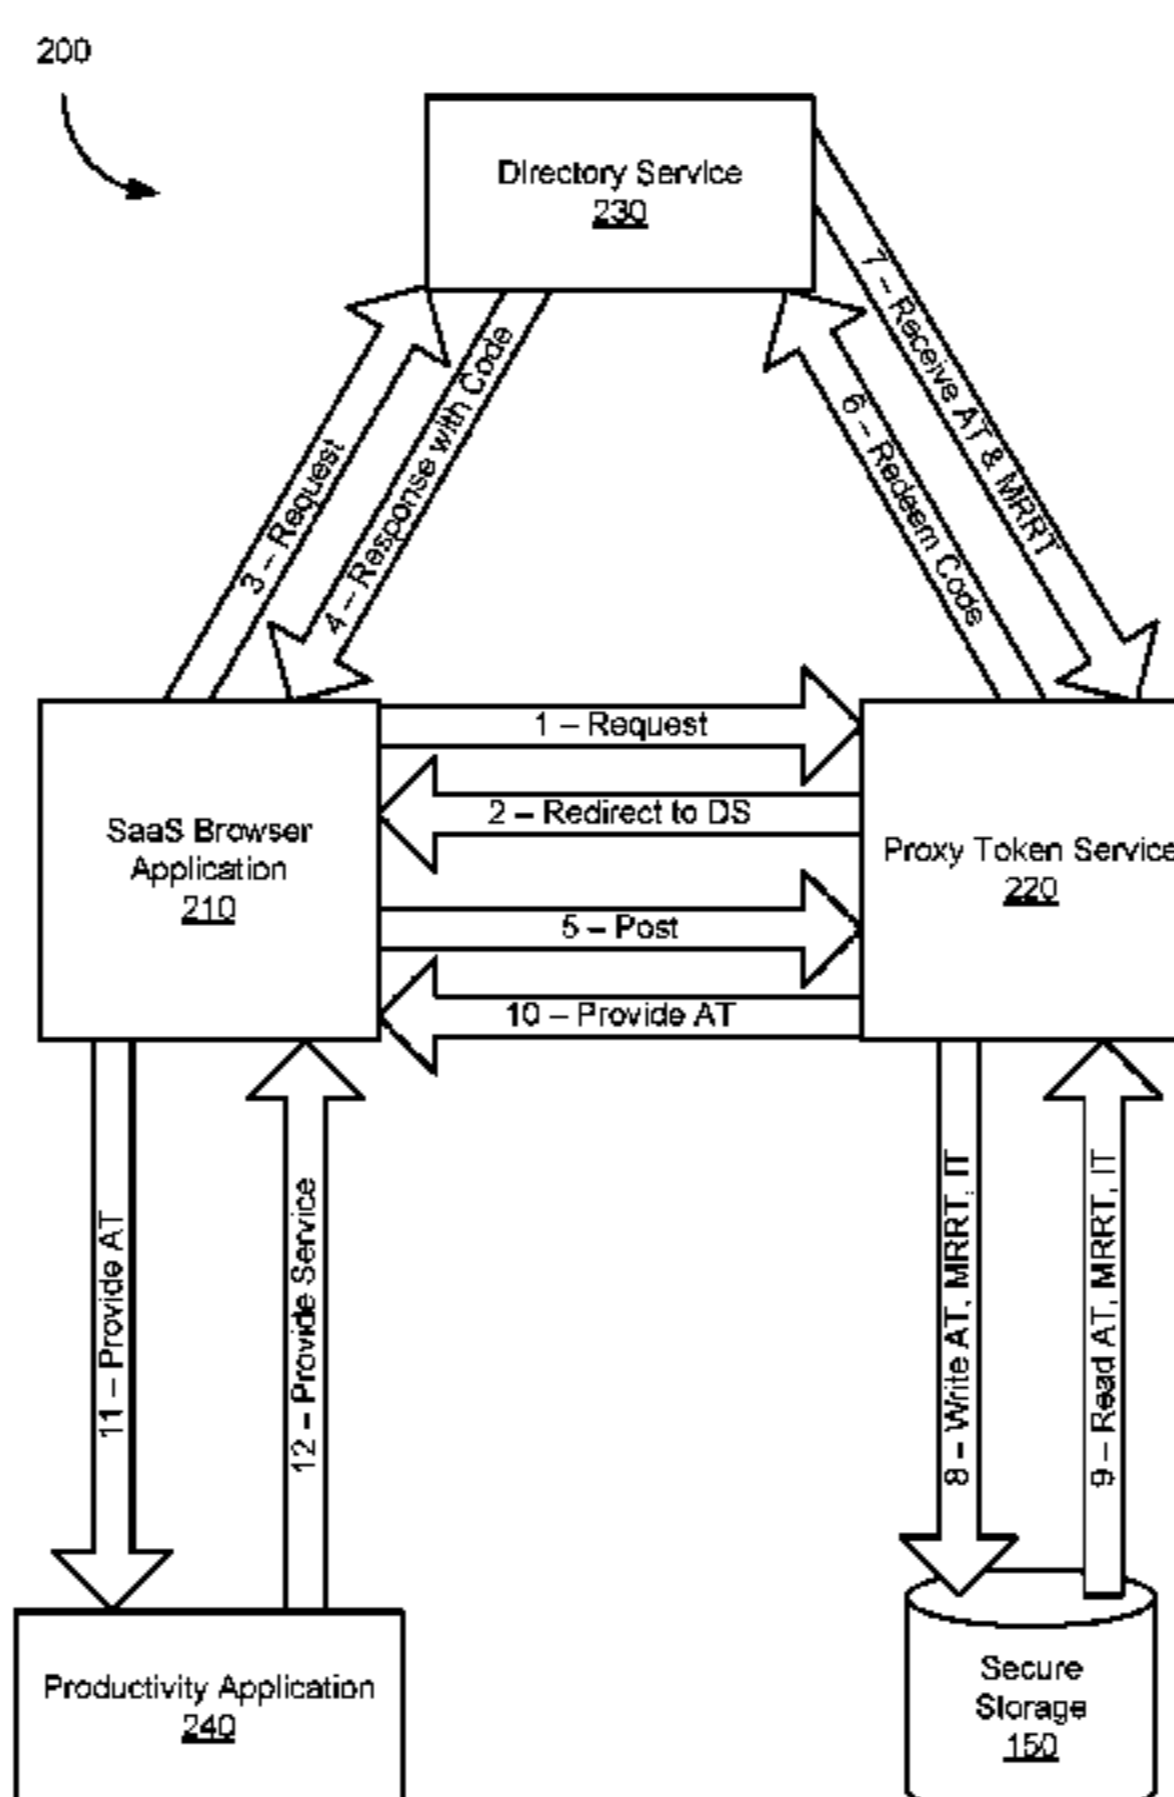 200
Directory Service
230
7 – Receive AT & MRRT
6 – Redeem Code
3 – Request
4 – Response with Code
1 – Request
2 – Redirect to DS
SaaS Browser
Application
210
Proxy Token Service
220
5 – Post
10 – Provide AT
11 – Provide AT
12 – Provide Service
8 – Write AT, MRRT, IT
9 – Read AT, MRRT, IT
Productivity Application
240
Secure
Storage
150